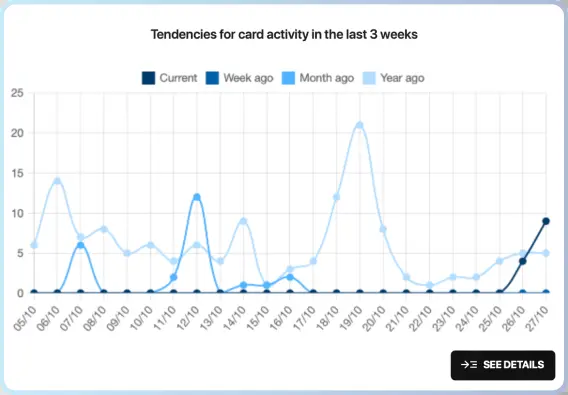 Tendencies for card activity in the last 3 weeks
Current Week ago Month ago Year ago
25
20
15
10
5
0
05/10 06/10 07/10 08/10 09/10 10/10 11/10 12/10 13/10 14/10 15/10 16/10 17/10 18/10 19/10 20/10 21/10 22/10 23/10 24/10 25/10 26/10 27/10
SEE DETAILS